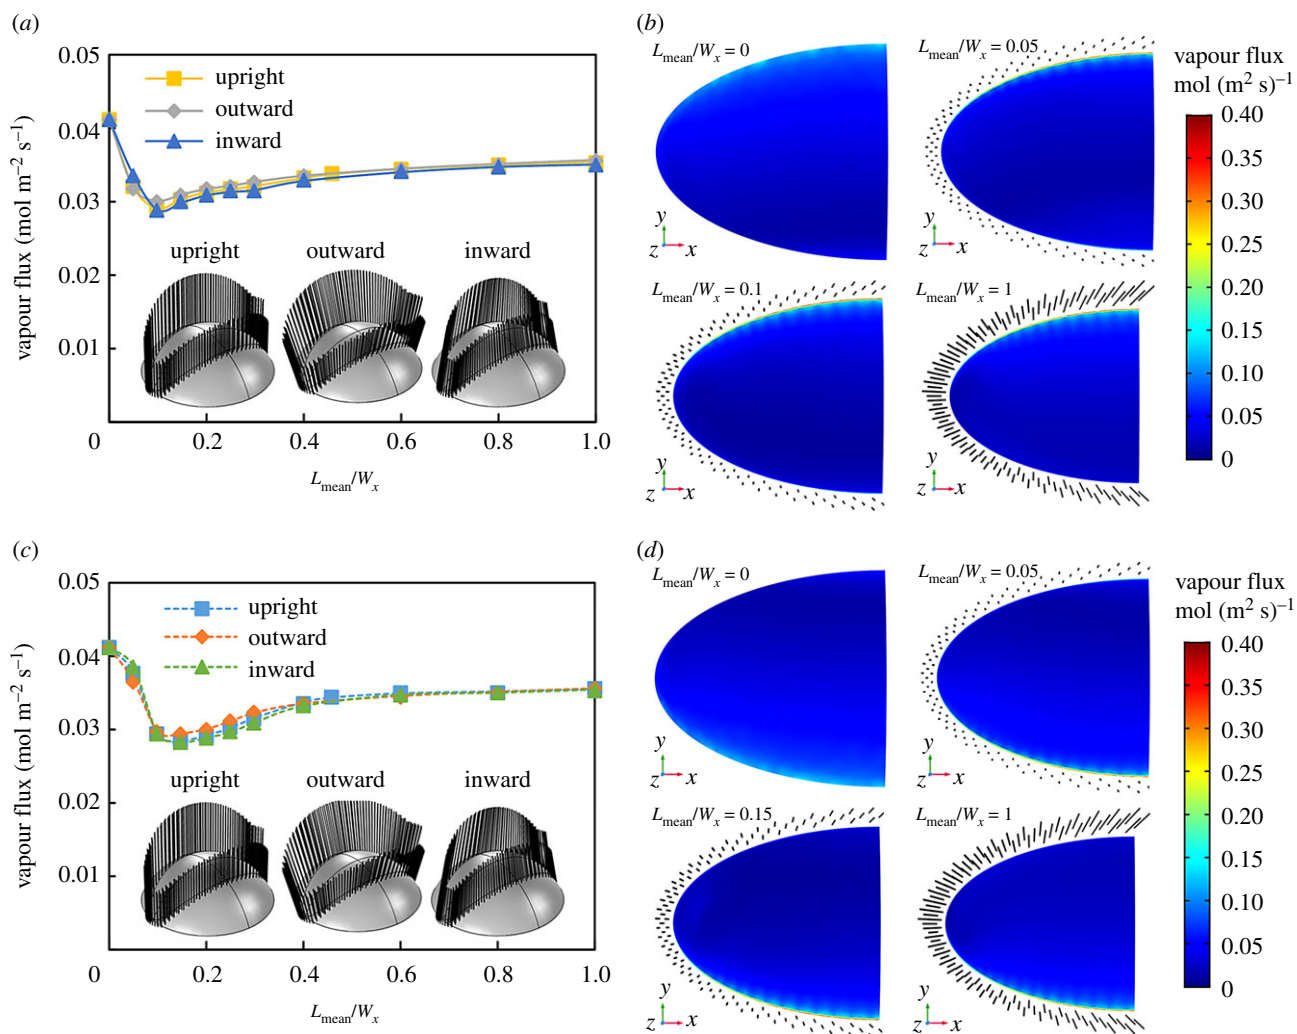 (a)
vapour flux (mol m⁻² s⁻¹)
0.05
0.04
0.03
0.02
0.01
0
0.2
0.4
0.6
0.8
1.0
L_mean/W_x
upright
outward
inward
upright outward inward
(b)
L_mean/W_x = 0
y
z x
L_mean/W_x = 0.05
y
z x
L_mean/W_x = 0.1
y
z x
L_mean/W_x = 1
y
z x
vapour flux
mol (m² s)⁻¹
0.40
0.35
0.30
0.25
0.20
0.15
0.10
0.05
0
(c)
vapour flux (mol m⁻² s⁻¹)
0.05
0.04
0.03
0.02
0.01
0
0.2
0.4
0.6
0.8
1.0
L_mean/W_x
upright
outward
inward
upright outward inward
(d)
L_mean/W_x = 0
y
z x
L_mean/W_x = 0.05
y
z x
L_mean/W_x = 0.15
y
z x
L_mean/W_x = 1
y
z x
vapour flux
mol (m² s)⁻¹
0.40
0.35
0.30
0.25
0.20
0.15
0.10
0.05
0